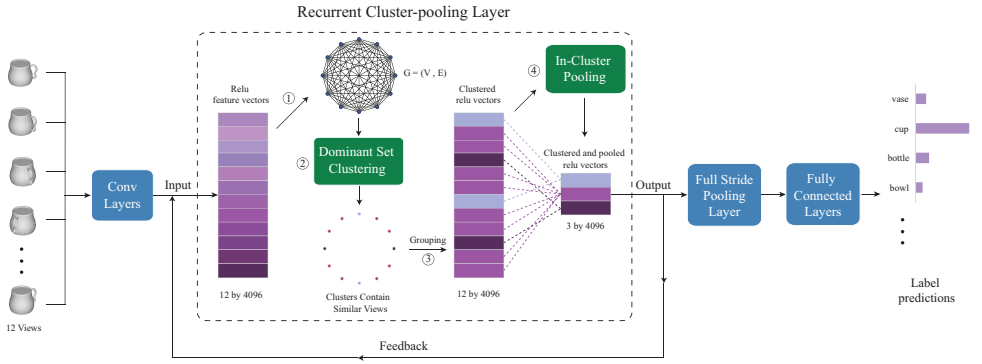 Recurrent Cluster-pooling Layer
12 Views
Conv
Layers
Input
Relu
feature vectors
12 by 4096
1
G = (V , E)
2
Dominant Set
Clustering
Clusters Contain
Similar Views
Grouping
3
Clustered
relu vectors
12 by 4096
4
In-Cluster
Pooling
Clustered and pooled
relu vectors
3 by 4096
Output
Feedback
Full Stride
Pooling
Layer
Fully
Connected
Layers
vase
cup
bottle
bowl
Label
predictions